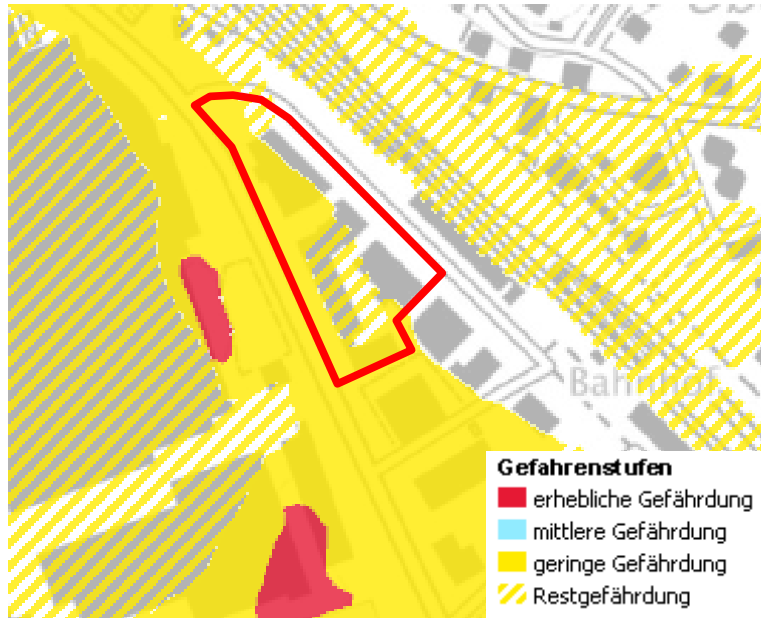 Bahnhof
Gefahrenstufen
erhebliche Gefährdung
mittlere Gefährdung
geringe Gefährdung
Restgefährdung